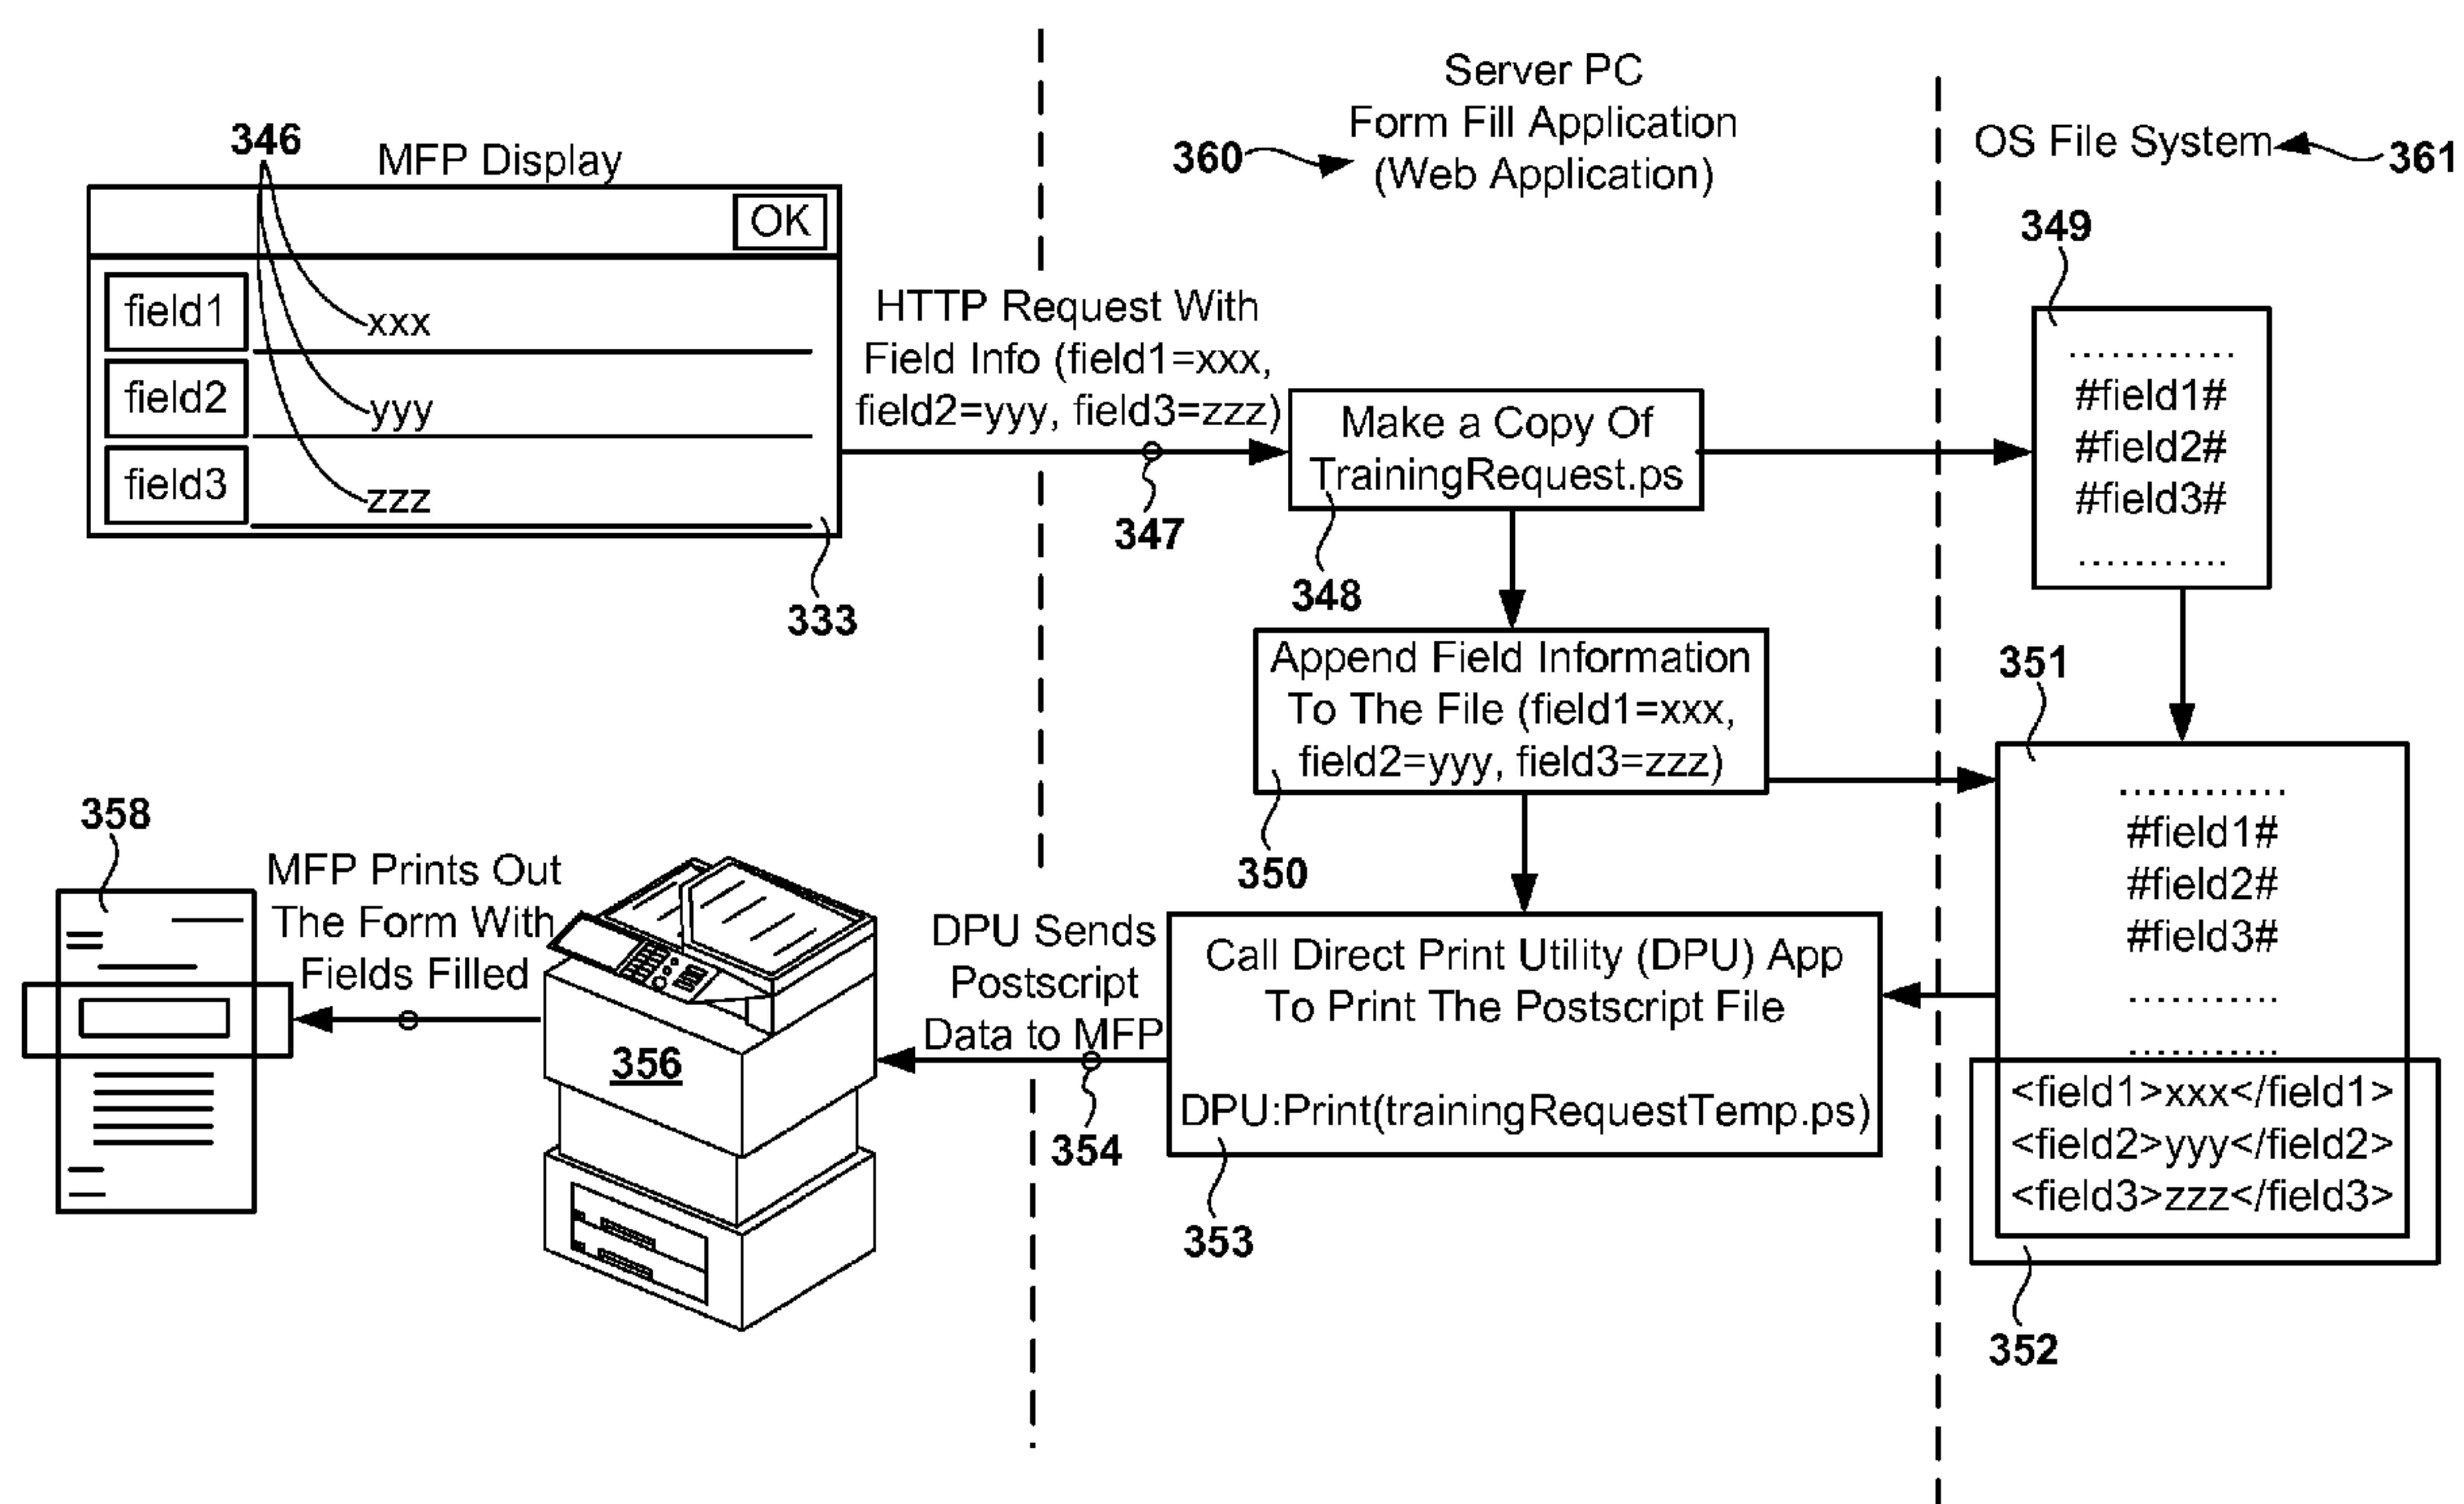 346
MFP Display
OK
field1
xxx
field2
yyy
field3
zzz
333
HTTP Request With
Field Info (field1=xxx,
field2=yyy, field3=zzz)
347
Server PC
Form Fill Application
(Web Application)
360
Make a Copy Of
TrainingRequest.ps
348
Append Field Information
To The File (field1=xxx,
field2=yyy, field3=zzz)
350
Call Direct Print Utility (DPU) App
To Print The Postscript File
DPU:Print(trainingRequestTemp.ps)
353
OS File System
361
349
............
#field1#
#field2#
#field3#
...........
351
............
#field1#
#field2#
#field3#
...........
...........
<field1>xxx</field1>
<field2>yyy</field2>
<field3>zzz</field3>
352
DPU Sends
Postscript
Data to MFP
354
356
MFP Prints Out
The Form With
Fields Filled
358